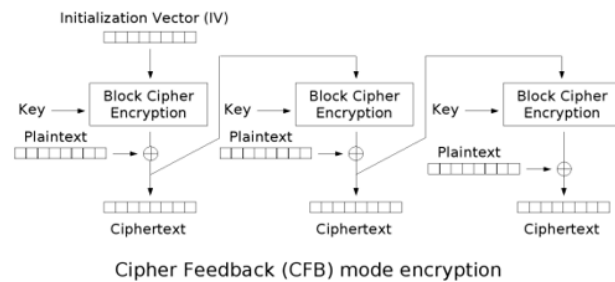 Initialization Vector (IV)
Key
Block Cipher
Encryption
Key
Block Cipher
Encryption
Key
Block Cipher
Encryption
Plaintext
Plaintext
Plaintext
Ciphertext
Ciphertext
Ciphertext
Cipher Feedback (CFB) mode encryption